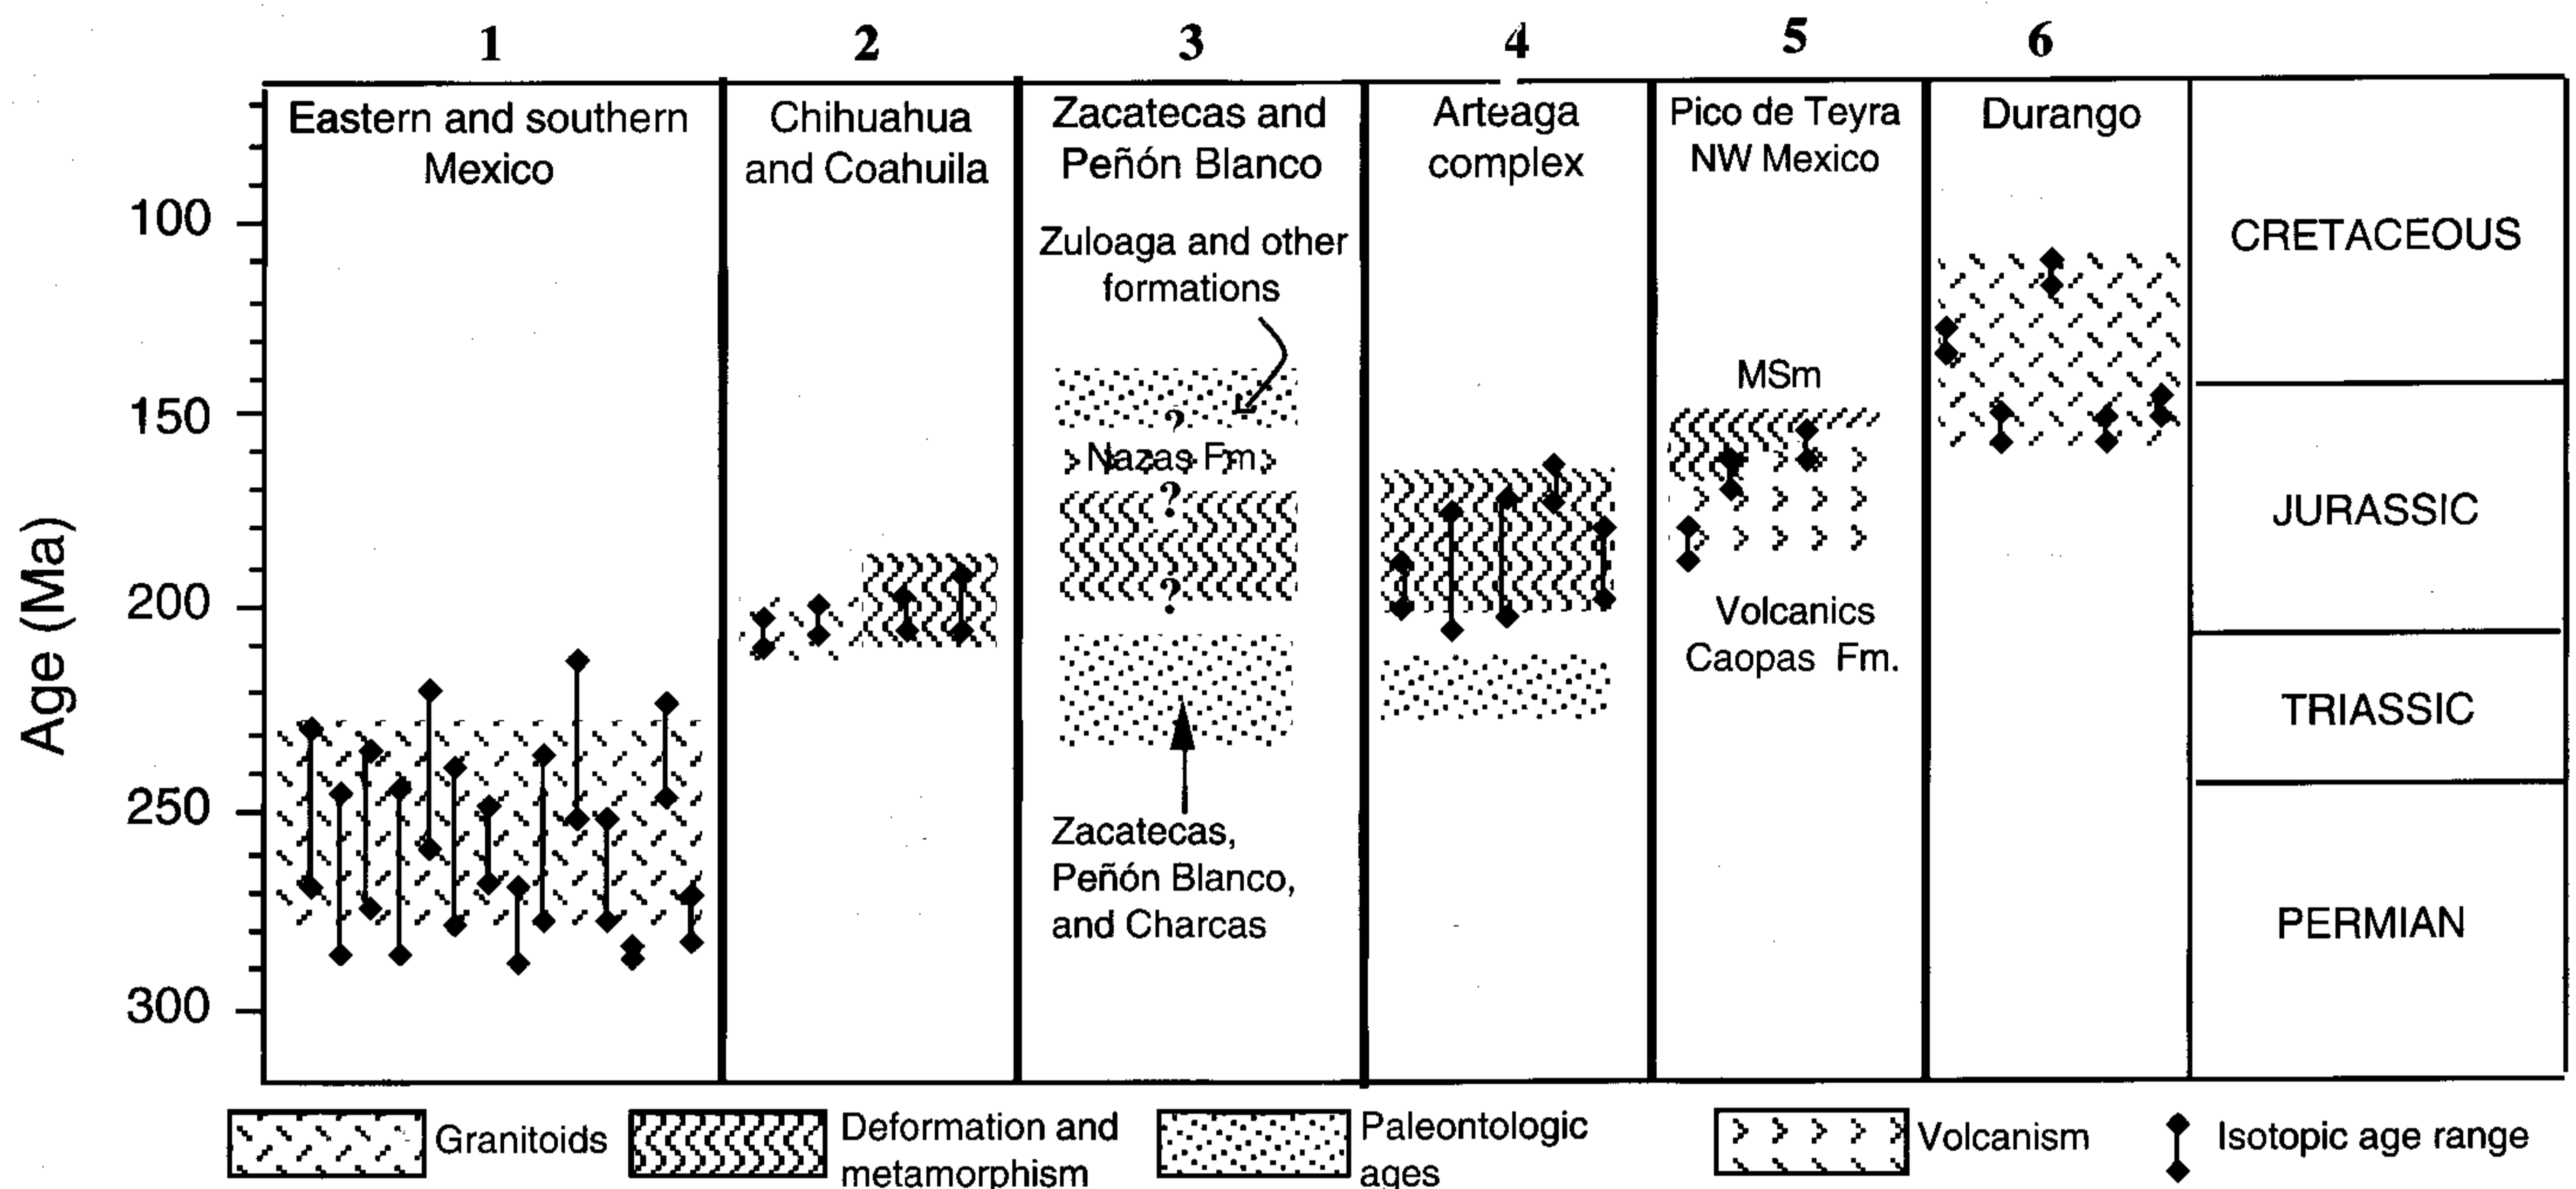 1 2 3 4 5 6
Eastern and southern
Mexico
Chihuahua
and Coahuila
Zacatecas and
Peñón Blanco
Arteaga
complex
Pico de Teyra
NW Mexico
Durango
Age (Ma)
100
150
200
250
300
Zuloaga and other
formations
?
Nazas Fm
?
?
Zacatecas,
Peñón Blanco,
and Charcas
MSm
Volcanics
Caopas Fm.
CRETACEOUS
JURASSIC
TRIASSIC
PERMIAN
Granitoids
Deformation and
metamorphism
Paleontologic
ages
Volcanism
Isotopic age range